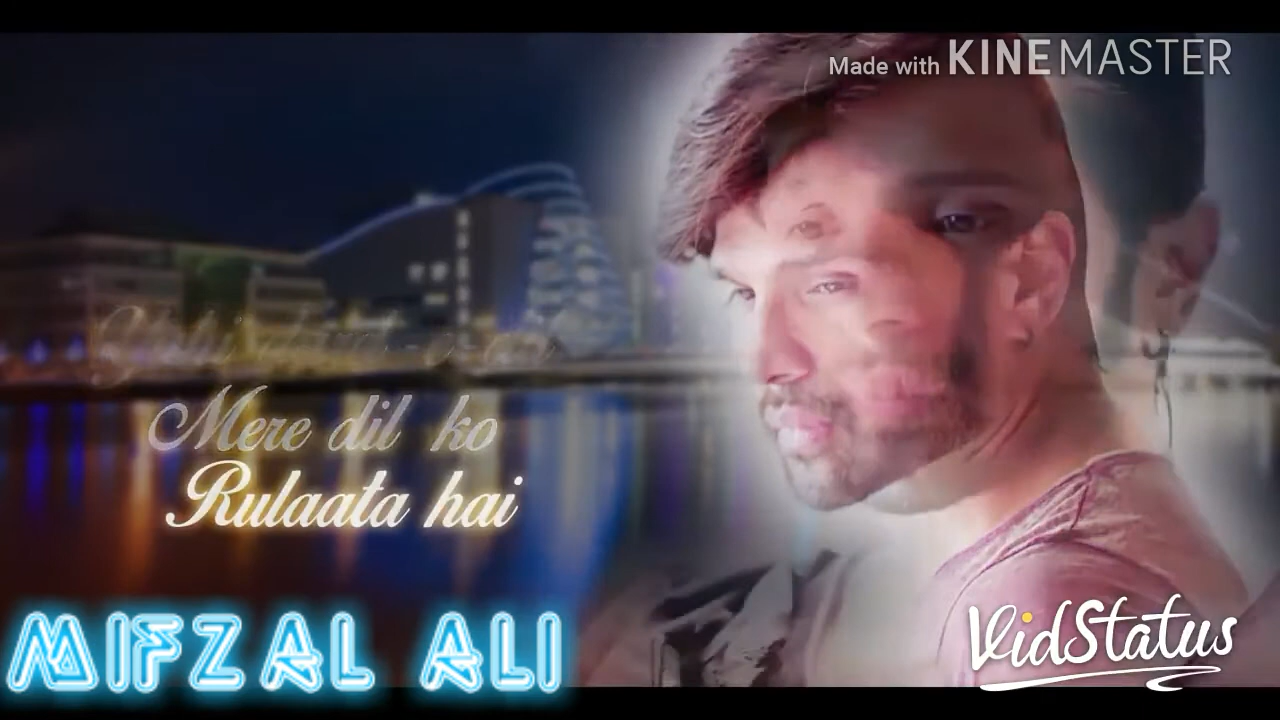 Made with KINEMASTER
Mere dil ko
Rulaata hai
MIFZAL ALI
VidStatus